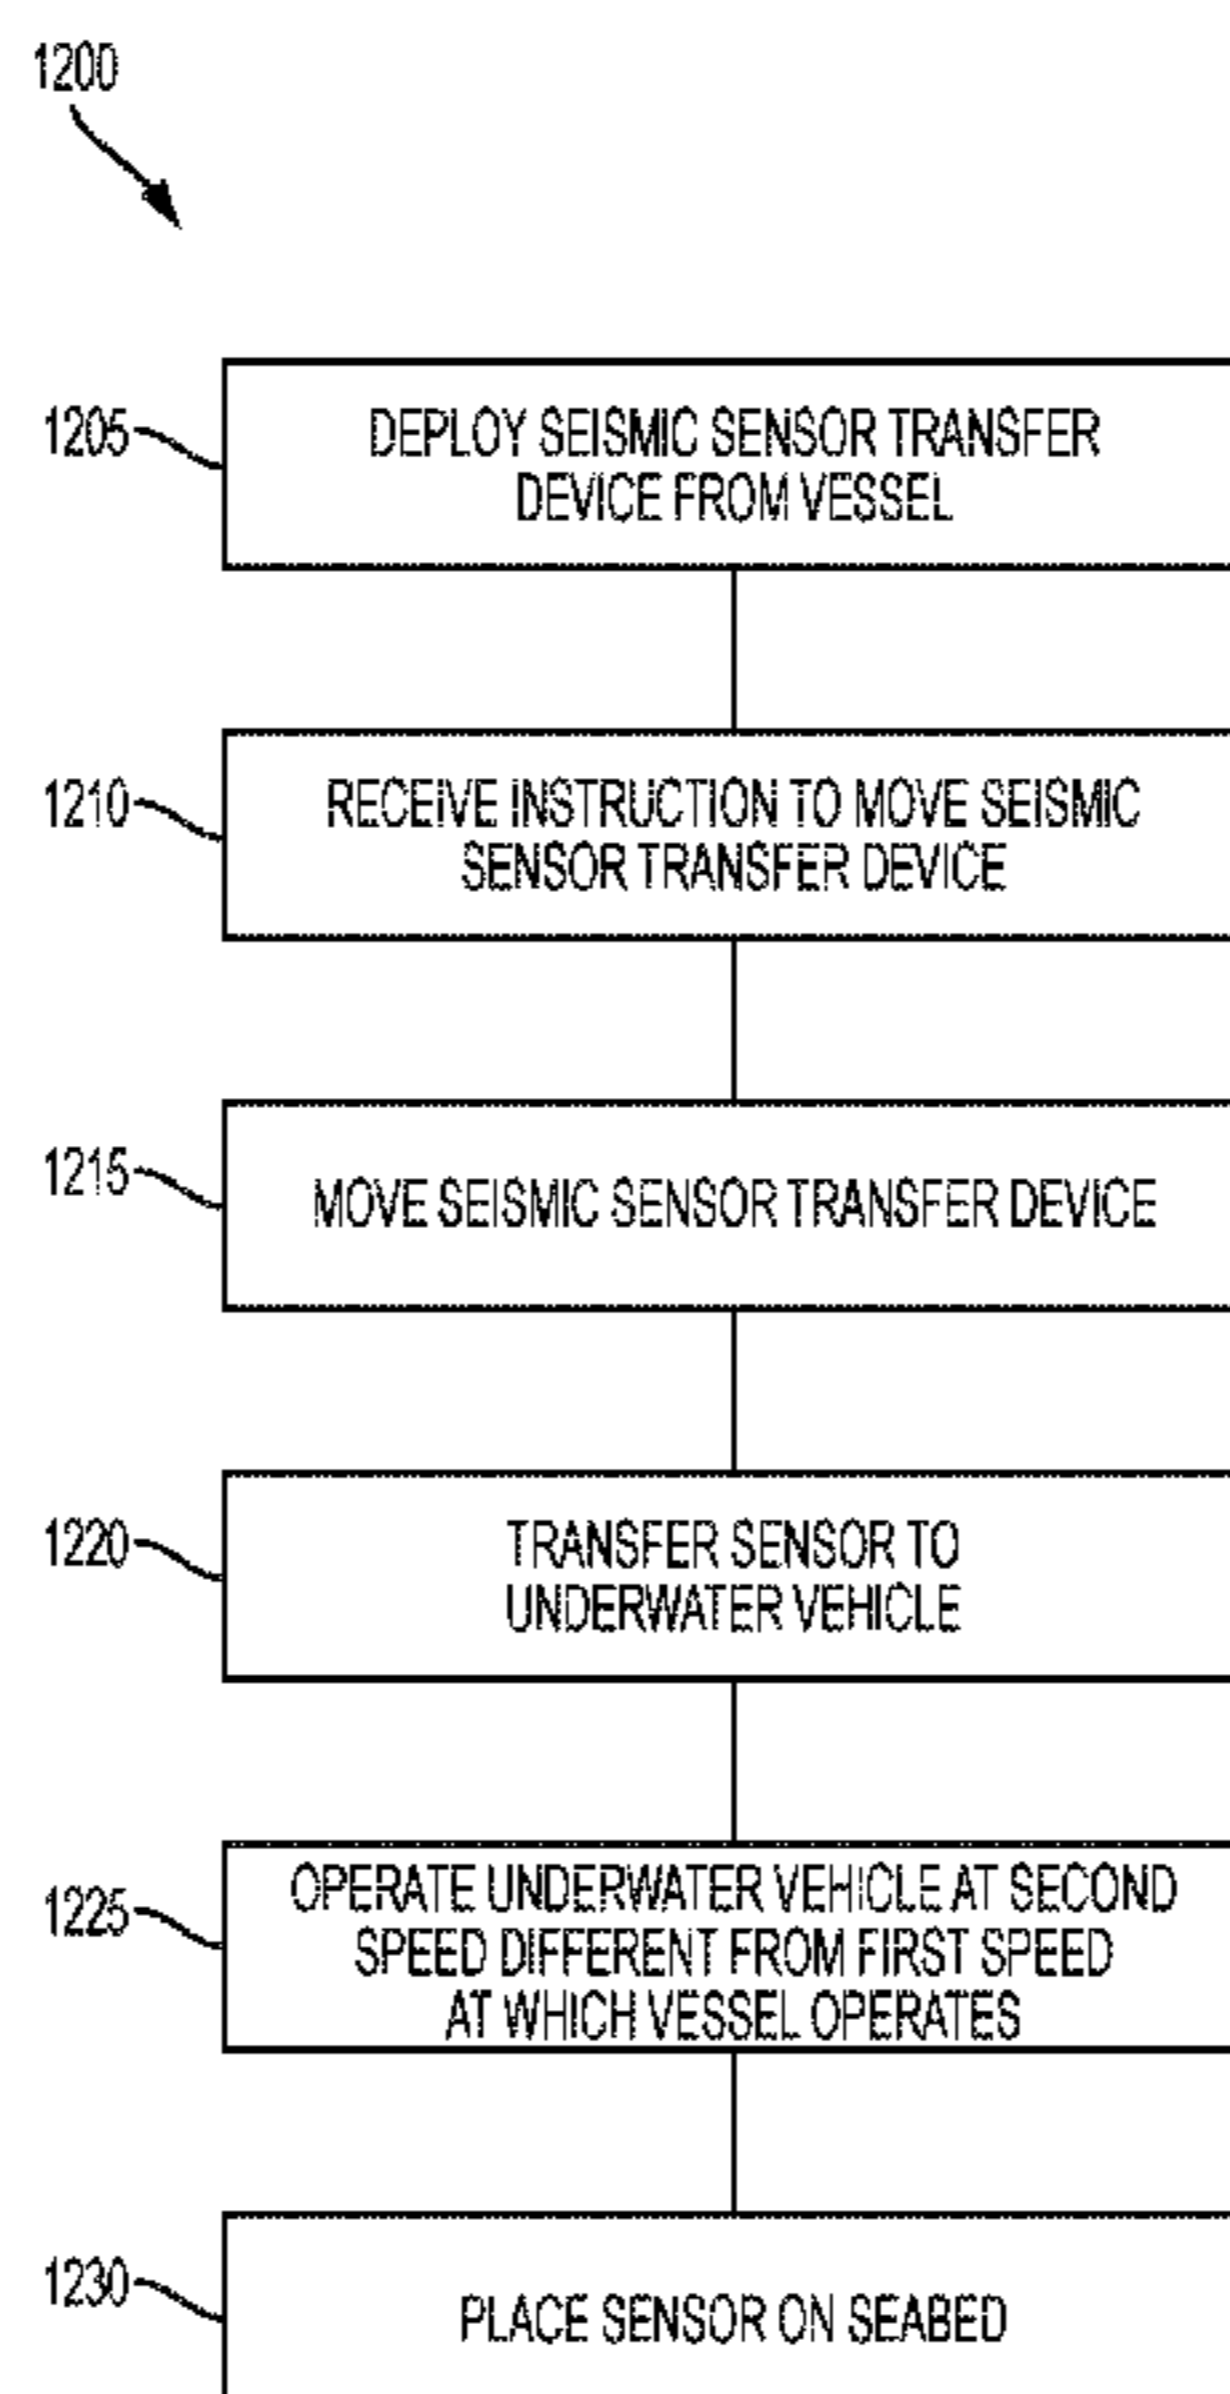 1200
1205
DEPLOY SEISMIC SENSOR TRANSFER
DEVICE FROM VESSEL
1210
RECEIVE INSTRUCTION TO MOVE SEISMIC
SENSOR TRANSFER DEVICE
1215
MOVE SEISMIC SENSOR TRANSFER DEVICE
1220
TRANSFER SENSOR TO
UNDERWATER VEHICLE
1225
OPERATE UNDERWATER VEHICLE AT SECOND
SPEED DIFFERENT FROM FIRST SPEED
AT WHICH VESSEL OPERATES
1230
PLACE SENSOR ON SEABED